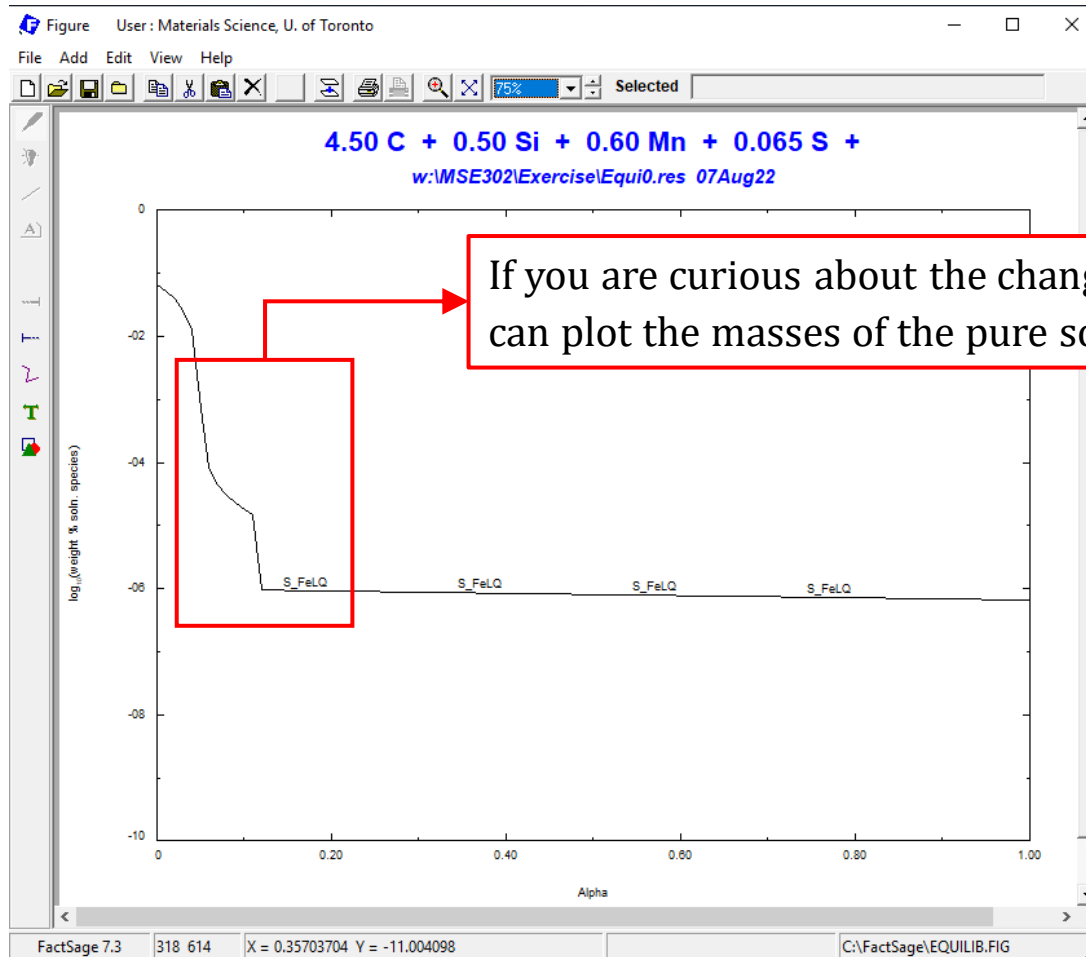 Figure User : Materials Science, U. of Toronto
File Add Edit View Help
75% Selected
4.50 C + 0.50 Si + 0.60 Mn + 0.065 S +
w:\MSE302\Exercise\Equi0.res 07Aug22
If you are curious about the chang
can plot the masses of the pure so
0
-02
-04
-06
-08
-10
log₁₀(weight % soln. species)
S_FeLQ S_FeLQ S_FeLQ S_FeLQ
0 0.20 0.40 0.60 0.80 1.00
Alpha
FactSage 7.3 318 614 X = 0.35703704 Y = -11.004098 C:\FactSage\EQUILIB.FIG